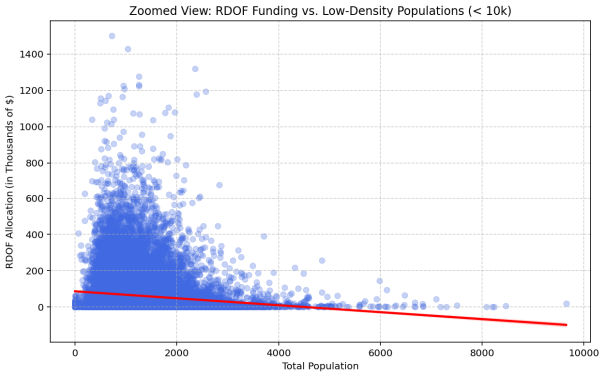 Zoomed View: RDOF Funding vs. Low-Density Populations (< 10k)
RDOF Allocation (in Thousands of $)
1400
1200
1000
800
600
400
200
0
0 2000 4000 6000 8000 10000
Total Population